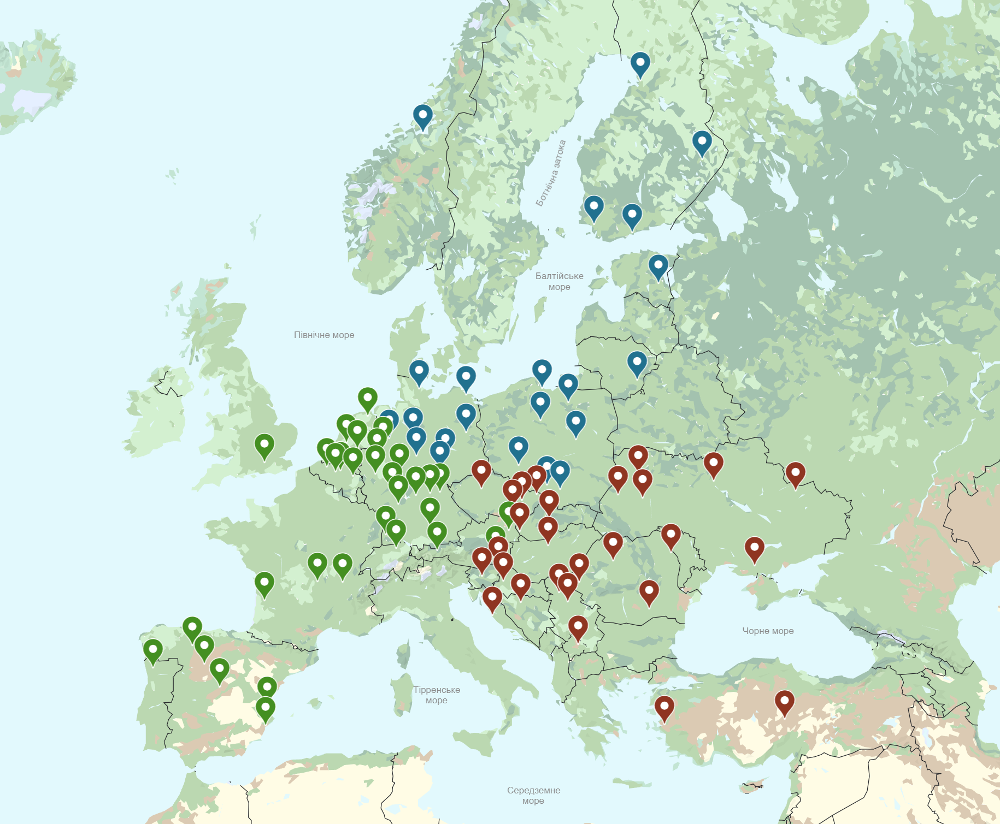 Ботнічна затока
Балтійське
море
Північне море
Чорне море
Тірренське
море
Середземне
море